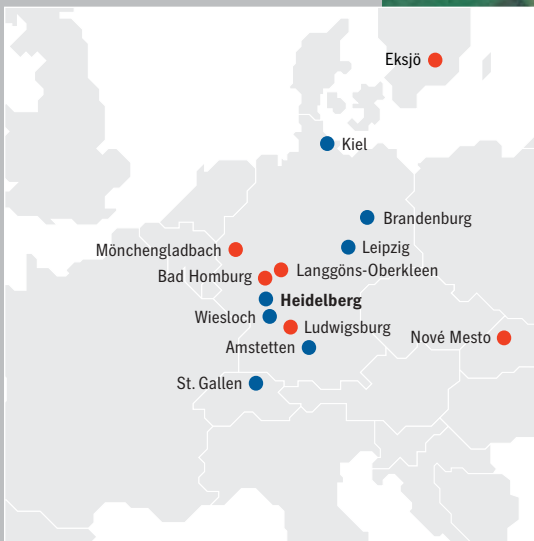 Eksjö
Kiel
Brandenburg
Leipzig
Mönchengladbach
Langgöns-Oberkleen
Bad Homburg
Heidelberg
Wiesloch
Ludwigsburg
Nové Mesto
Amstetten
St. Gallen